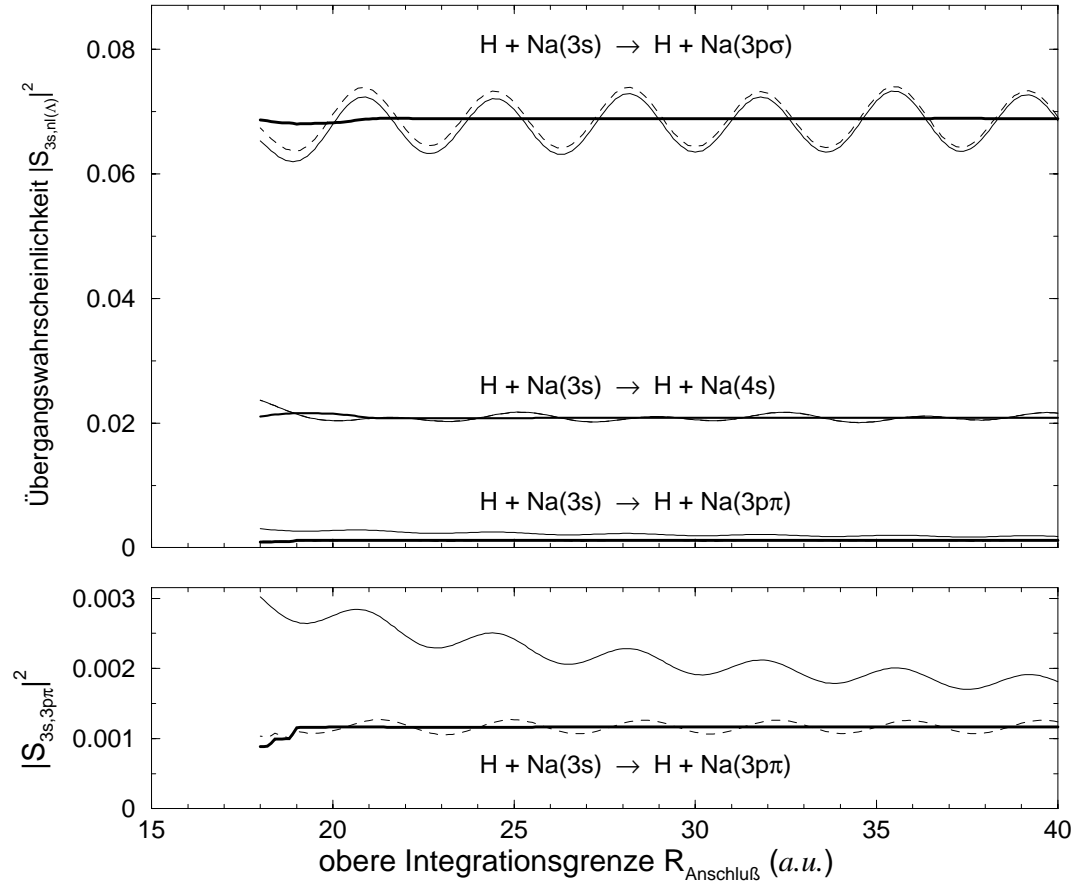 0.08
0.06
0.04
0.02
0
Übergangswahrscheinlichkeit |S3s,nl(Λ)|2
H + Na(3s) → H + Na(3pσ)
H + Na(3s) → H + Na(4s)
H + Na(3s) → H + Na(3pπ)
0.003
0.002
0.001
0
|S3s,3pπ|2
H + Na(3s) → H + Na(3pπ)
15 20 25 30 35 40
obere Integrationsgrenze RAnschluß (a.u.)